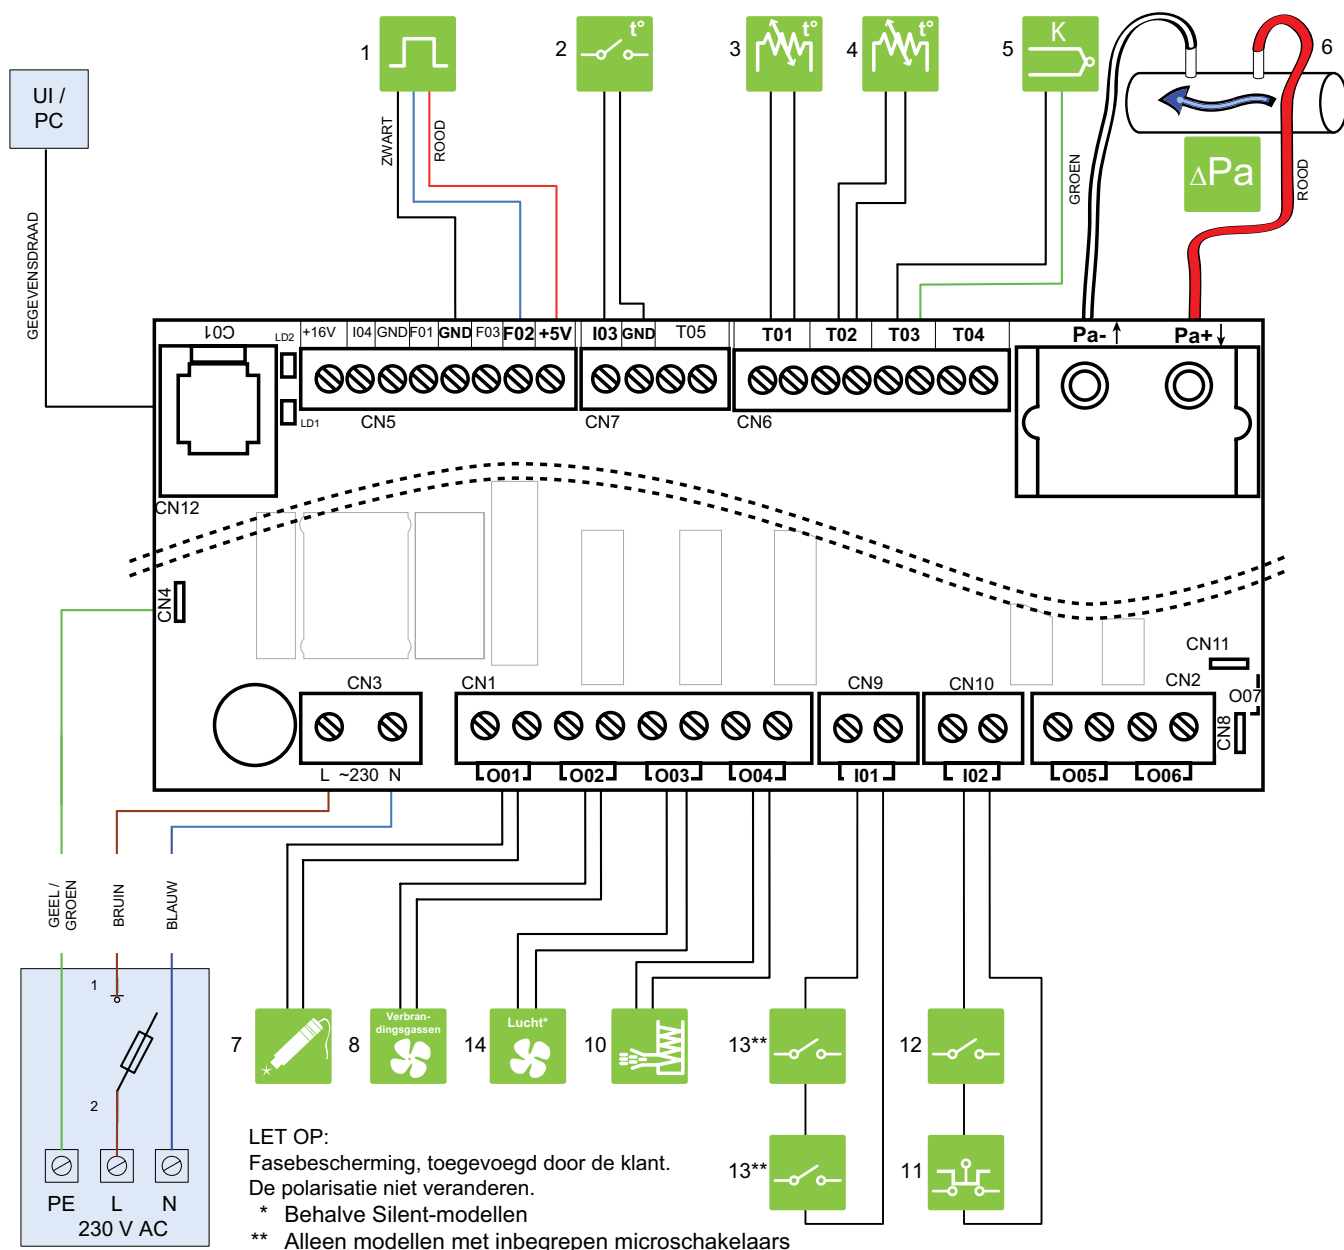 1
2
t°
3
t°
4
t°
5
K
6
UI /
PC
ZWART
ROOD
GROEN
ΔPa
ROOD
GEGEVENSDRAAD
C01
LD2
+16V
I04
GND
F01
GND
F03
F02
+5V
I03
GND
T05
T01
T02
T03
T04
Pa-
Pa+
LD1
CN5
CN7
CN6
CN12
CN4
CN11
CN3
CN1
CN9
CN10
CN2
O07
CN8
L ~230 N
O01
O02
O03
O04
I01
I02
O05
O06
GEEL /
GROEN
BRUIN
BLAUW
1
2
PE
L
N
230 V AC
7
8
Verbran-
dingsgassen
14
Lucht*
10
13**
12
13**
11
LET OP:
Fasebescherming, toegevoegd door de klant.
De polarisatie niet veranderen.
* Behalve Silent-modellen
** Alleen modellen met inbegrepen microschakelaars